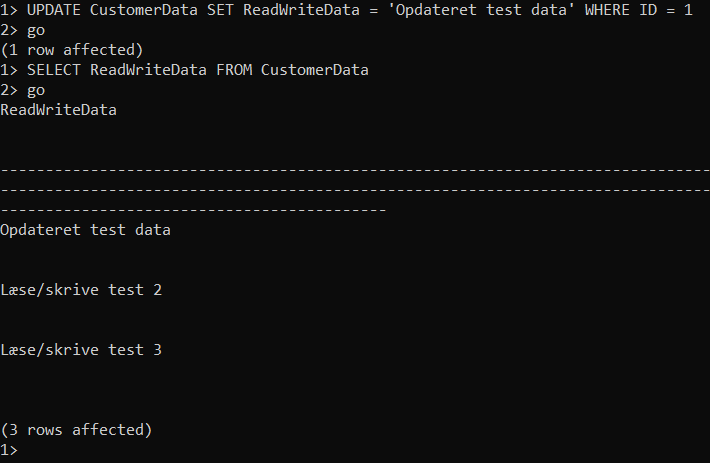 1> UPDATE CustomerData SET ReadWriteData = 'Opdateret test data' WHERE ID = 1
2> go
(1 row affected)
1> SELECT ReadWriteData FROM CustomerData
2> go
ReadWriteData
-------------------------------------------------------------------------------
-------------------------------------------------------------------------------
-------------------------------------------
Opdateret test data
Læse/skrive test 2
Læse/skrive test 3
(3 rows affected)
1>